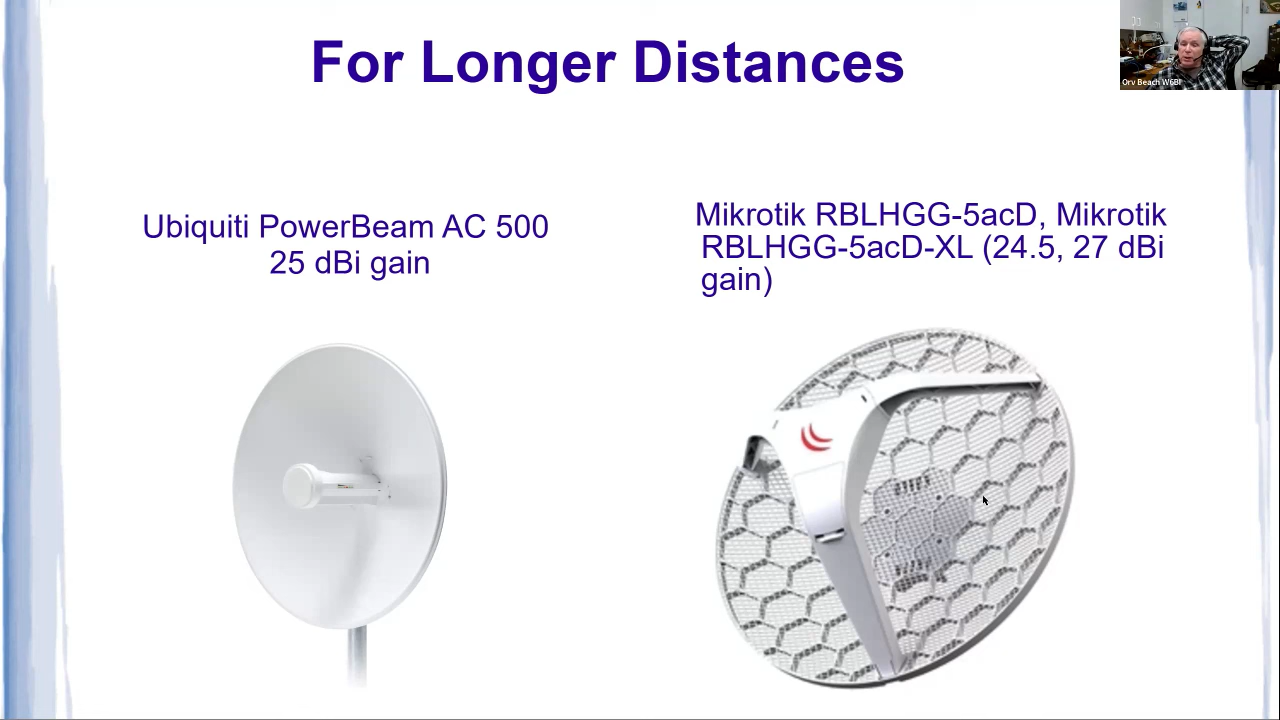 For Longer Distances
Orv Beach W6BI
Ubiquiti PowerBeam AC 500
25 dBi gain
Mikrotik RBLHGG-5acD, Mikrotik
RBLHGG-5acD-XL (24.5, 27 dBi
gain)